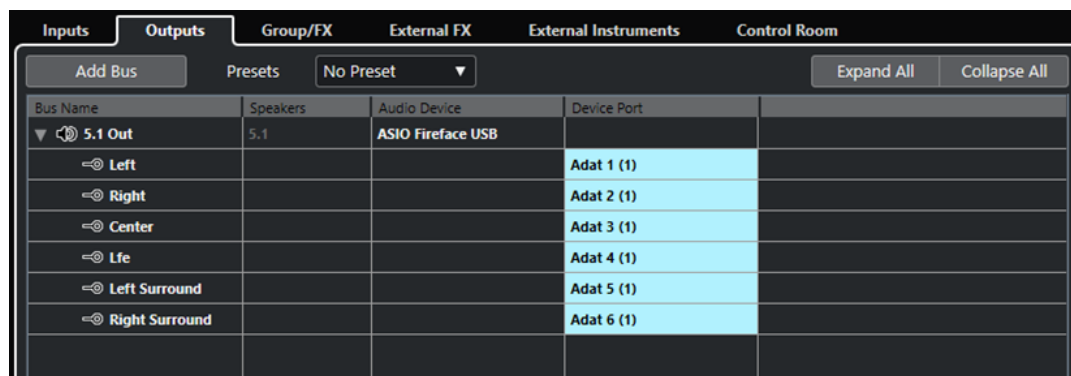 Inputs Outputs Group/FX External FX External Instruments Control Room
Add Bus Presets No Preset Expand All Collapse All
Bus Name Speakers Audio Device Device Port
5.1 Out 5.1 ASIO Fireface USB
Left Adat 1 (1)
Right Adat 2 (1)
Center Adat 3 (1)
Lfe Adat 4 (1)
Left Surround Adat 5 (1)
Right Surround Adat 6 (1)